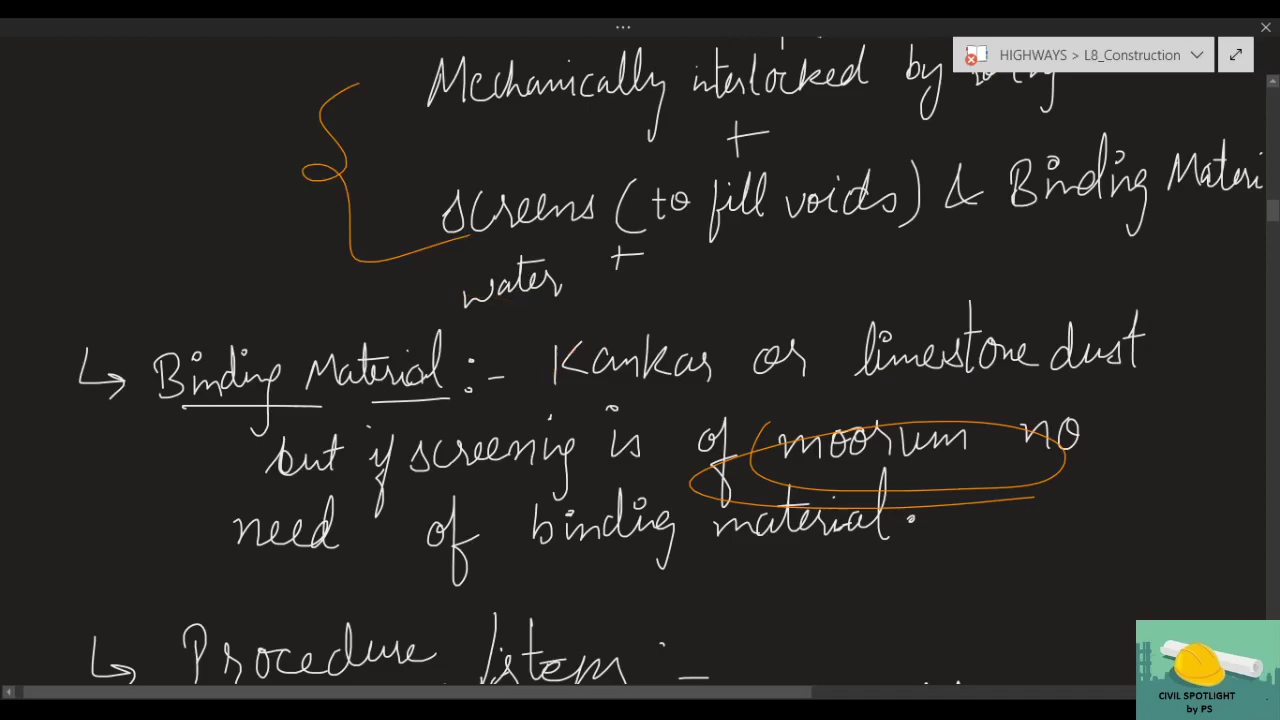 HIGHWAYS > L8_Construction
Mechanically interlocked by
+
screens (to fill voids) & Binding Materi
+
water
↳ Binding Material :- Kankar or limestone dust
but if screening is of moorum no
need of binding material.
↳ Procedure / :-
CIVIL SPOTLIGHT
by PS